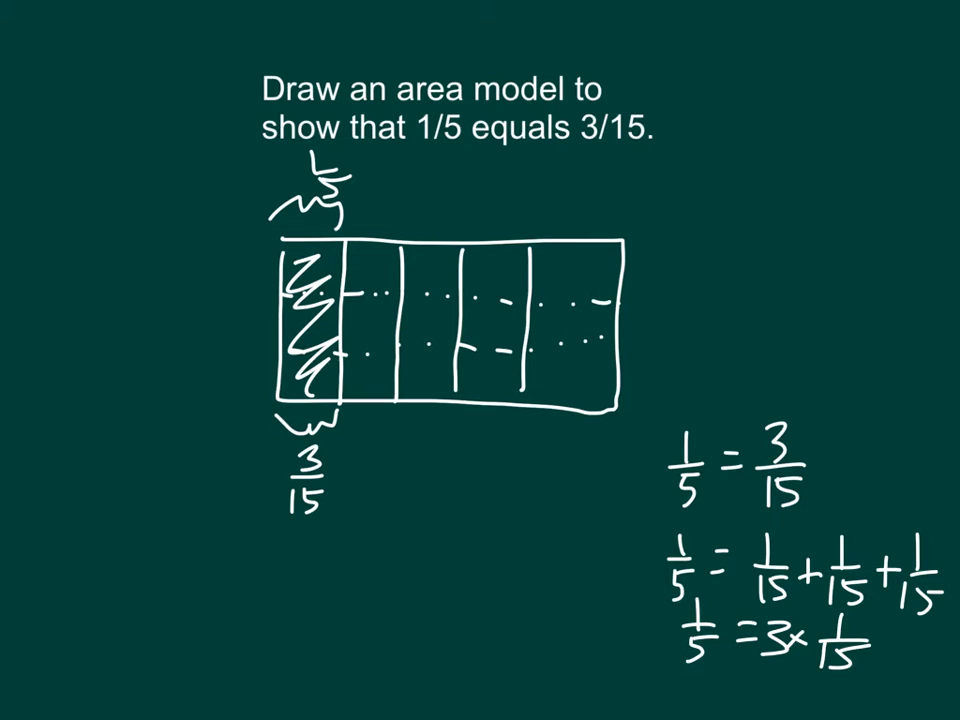 Draw an area model to
show that 1/5 equals 3/15.
1/5
3/15
1/5 = 3/15
1/5 = 1/15 + 1/15 + 1/15
1/5 = 3 × 1/15